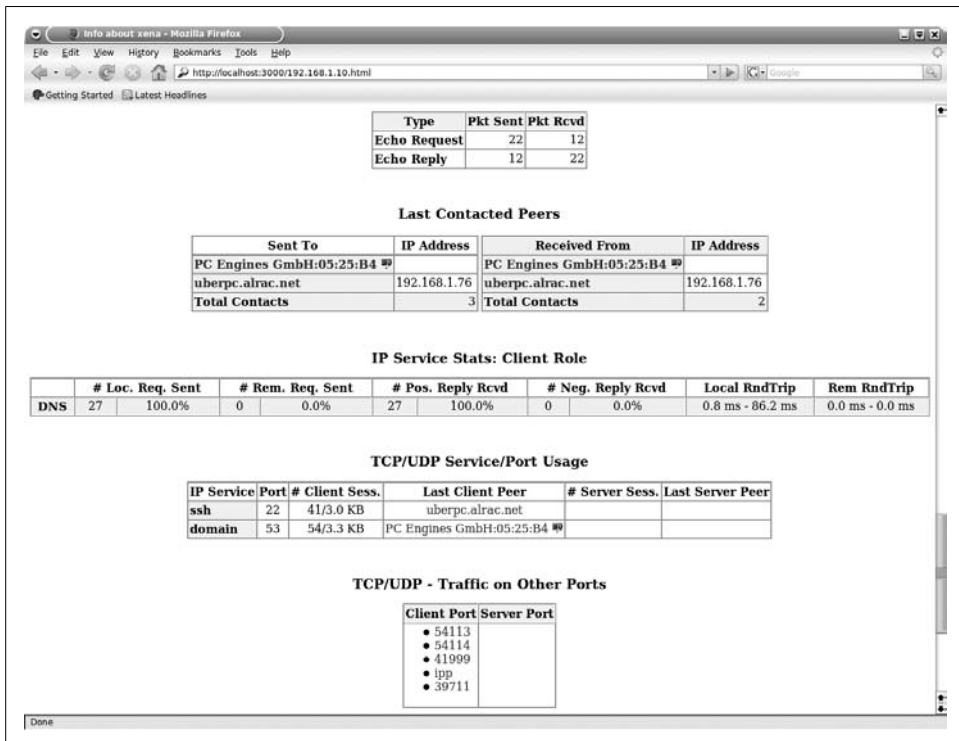 Info about xena - Mozilla Firefox
File Edit View History Bookmarks Tools Help
http://localhost:3000/192.168.1.10.html
Google
Getting Started Latest Headlines
Type Pkt Sent Pkt Rcvd
Echo Request 22 12
Echo Reply 12 22
Last Contacted Peers
Sent To IP Address Received From IP Address
PC Engines GmbH:05:25:B4 PC Engines GmbH:05:25:B4
uberpc.alrac.net 192.168.1.76 uberpc.alrac.net 192.168.1.76
Total Contacts 3 Total Contacts 2
IP Service Stats: Client Role
# Loc. Req. Sent # Rem. Req. Sent # Pos. Reply Rcvd # Neg. Reply Rcvd Local RndTrip Rem RndTrip
DNS 27 100.0% 0 0.0% 27 100.0% 0 0.0% 0.8 ms - 86.2 ms 0.0 ms - 0.0 ms
TCP/UDP Service/Port Usage
IP Service Port # Client Sess. Last Client Peer # Server Sess. Last Server Peer
ssh 22 41/3.0 KB uberpc.alrac.net
domain 53 54/3.3 KB PC Engines GmbH:05:25:B4
TCP/UDP - Traffic on Other Ports
Client Port Server Port
• 54113
• 54114
• 41999
• ipp
• 39711
Done